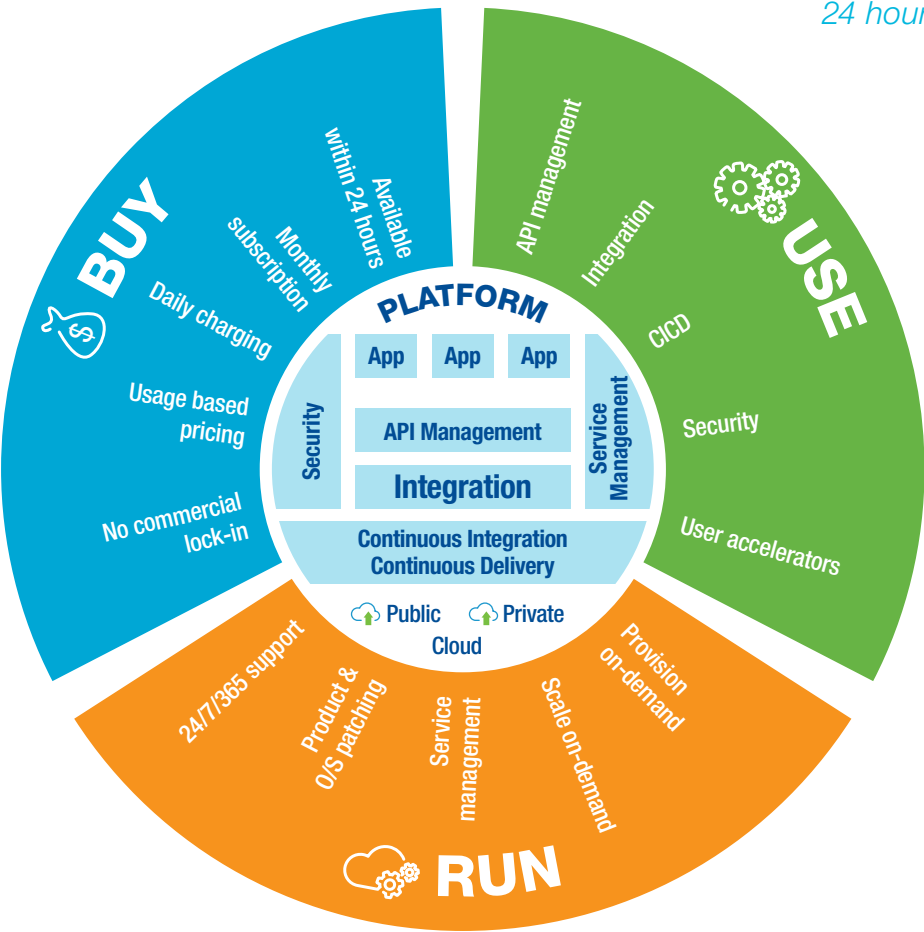 24 hour
BUY
Available
within 24 hours
Monthly
subscription
Daily charging
Usage based
pricing
No commercial
lock-in
USE
API management
Integration
CICD
Security
User accelerators
PLATFORM
App
App
App
Security
API Management
Integration
Service
Management
Continuous Integration
Continuous Delivery
Public
Private
Cloud
24/7/365 support
Product &
O/S patching
Service
management
Scale on-demand
Provision
on-demand
RUN
$